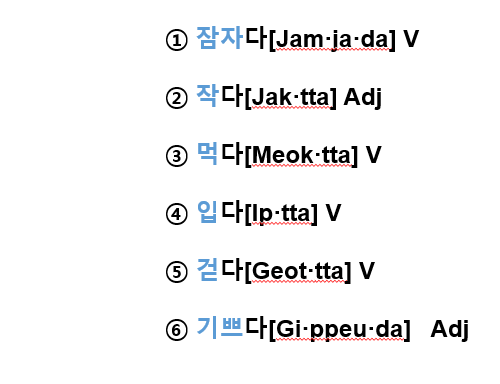 ① 잠자다[Jam·ja·da] V
② 작다[Jak·tta] Adj
③ 먹다[Meok·tta] V
④ 입다[Ip·tta] V
⑤ 걷다[Geot·tta] V
⑥ 기쁘다[Gi·ppeu·da] Adj